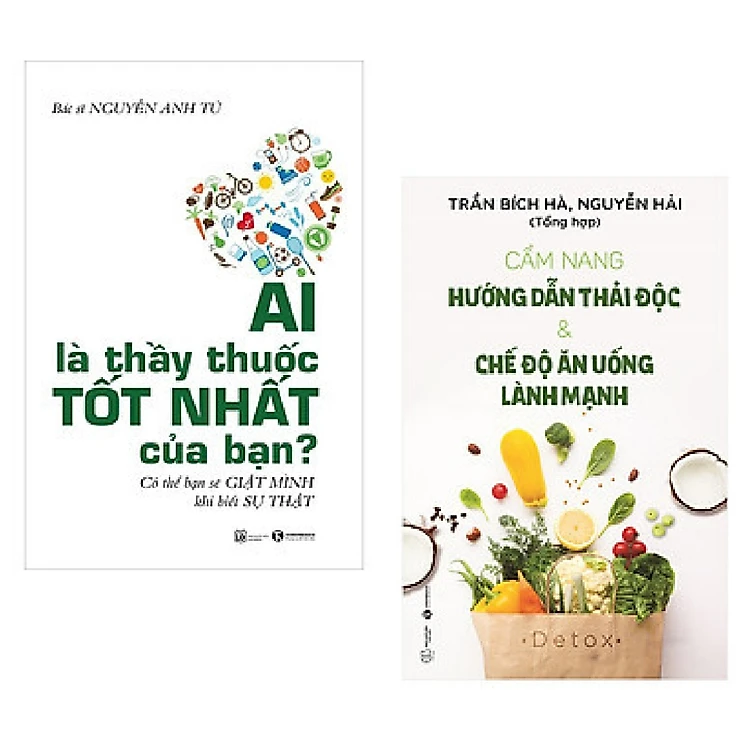 Bác sĩ NGUYỄN ANH TÚ
AI
là thầy thuốc
TỐT NHẤT
của bạn?
Có thể bạn sẽ GIẬT MÌNH
khi biết SỰ THẬT
TRẦN BÍCH HÀ, NGUYỄN HẢI
(Tổng hợp)
CẨM NANG
HƯỚNG DẪN THẢI ĐỘC
&
CHẾ ĐỘ ĂN UỐNG
LÀNH MẠNH
Detox